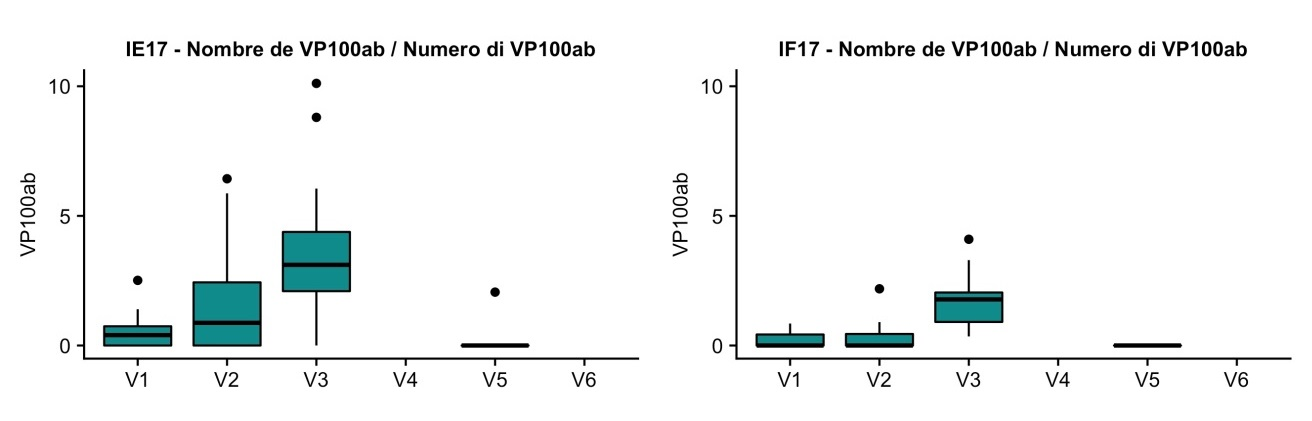 IE17 - Nombre de VP100ab / Numero di VP100ab
VP100ab
10
5
0
V1 V2 V3 V4 V5 V6
IF17 - Nombre de VP100ab / Numero di VP100ab
VP100ab
10
5
0
V1 V2 V3 V4 V5 V6